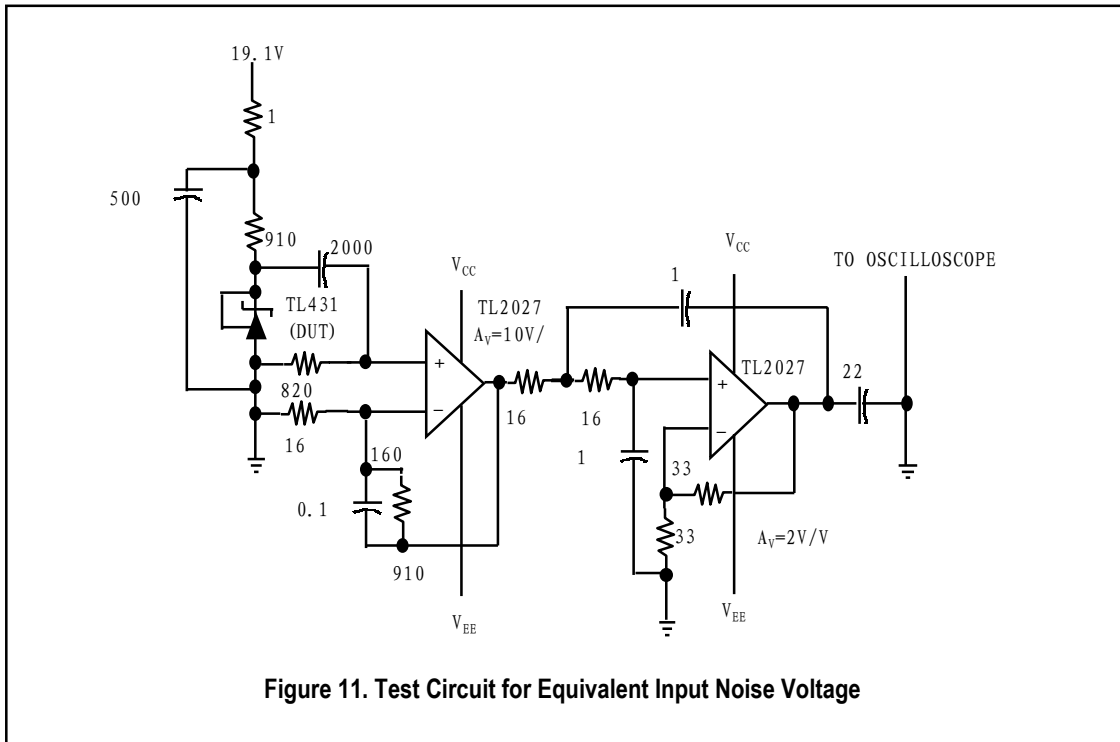 19.1V
1
500
910
2000
TL431
(DUT)
820
16
V_CC
TL2027
A_V=10V/
+
−
16
160
0.1
910
V_EE
1
16
1
V_CC
TL2027
+
−
33
33
A_V=2V/V
V_EE
22
TO OSCILLOSCOPE
Figure 11. Test Circuit for Equivalent Input Noise Voltage